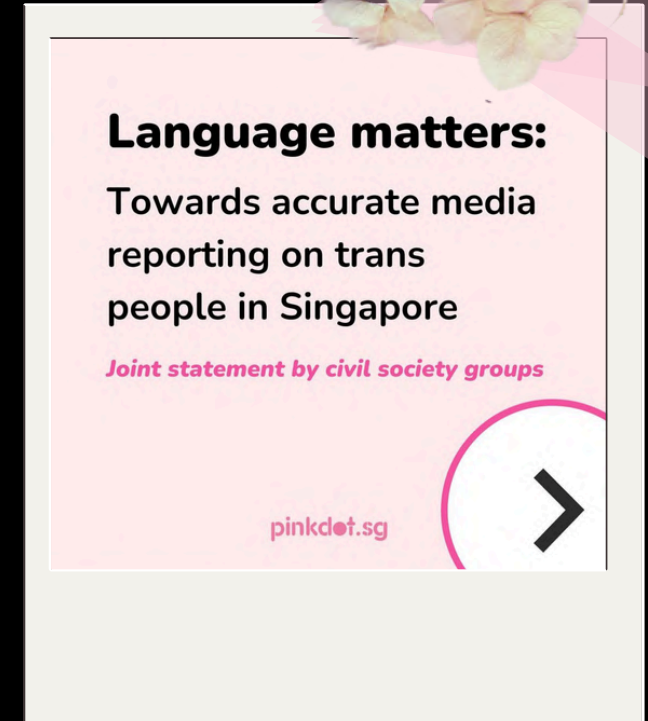 Language matters:
Towards accurate media
reporting on trans
people in Singapore
Joint statement by civil society groups
pinkdot.sg